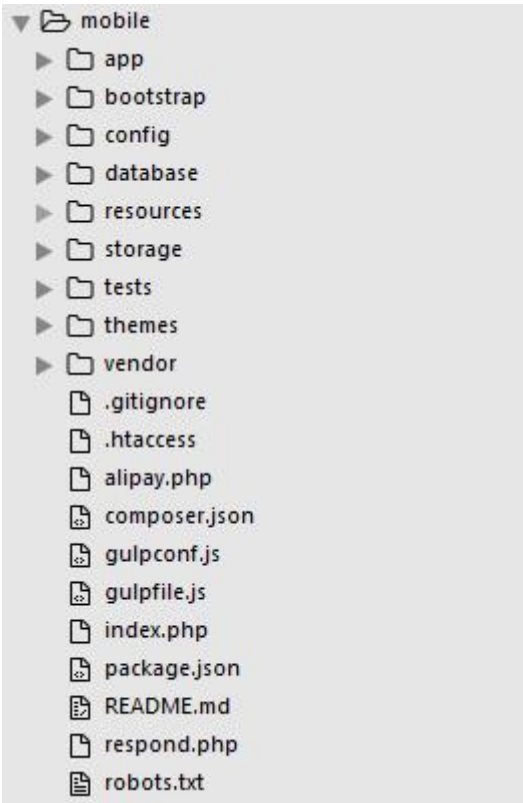 mobile
app
bootstrap
config
database
resources
storage
tests
themes
vendor
.gitignore
.htaccess
alipay.php
composer.json
gulpconf.js
gulpfile.js
index.php
package.json
README.md
respond.php
robots.txt